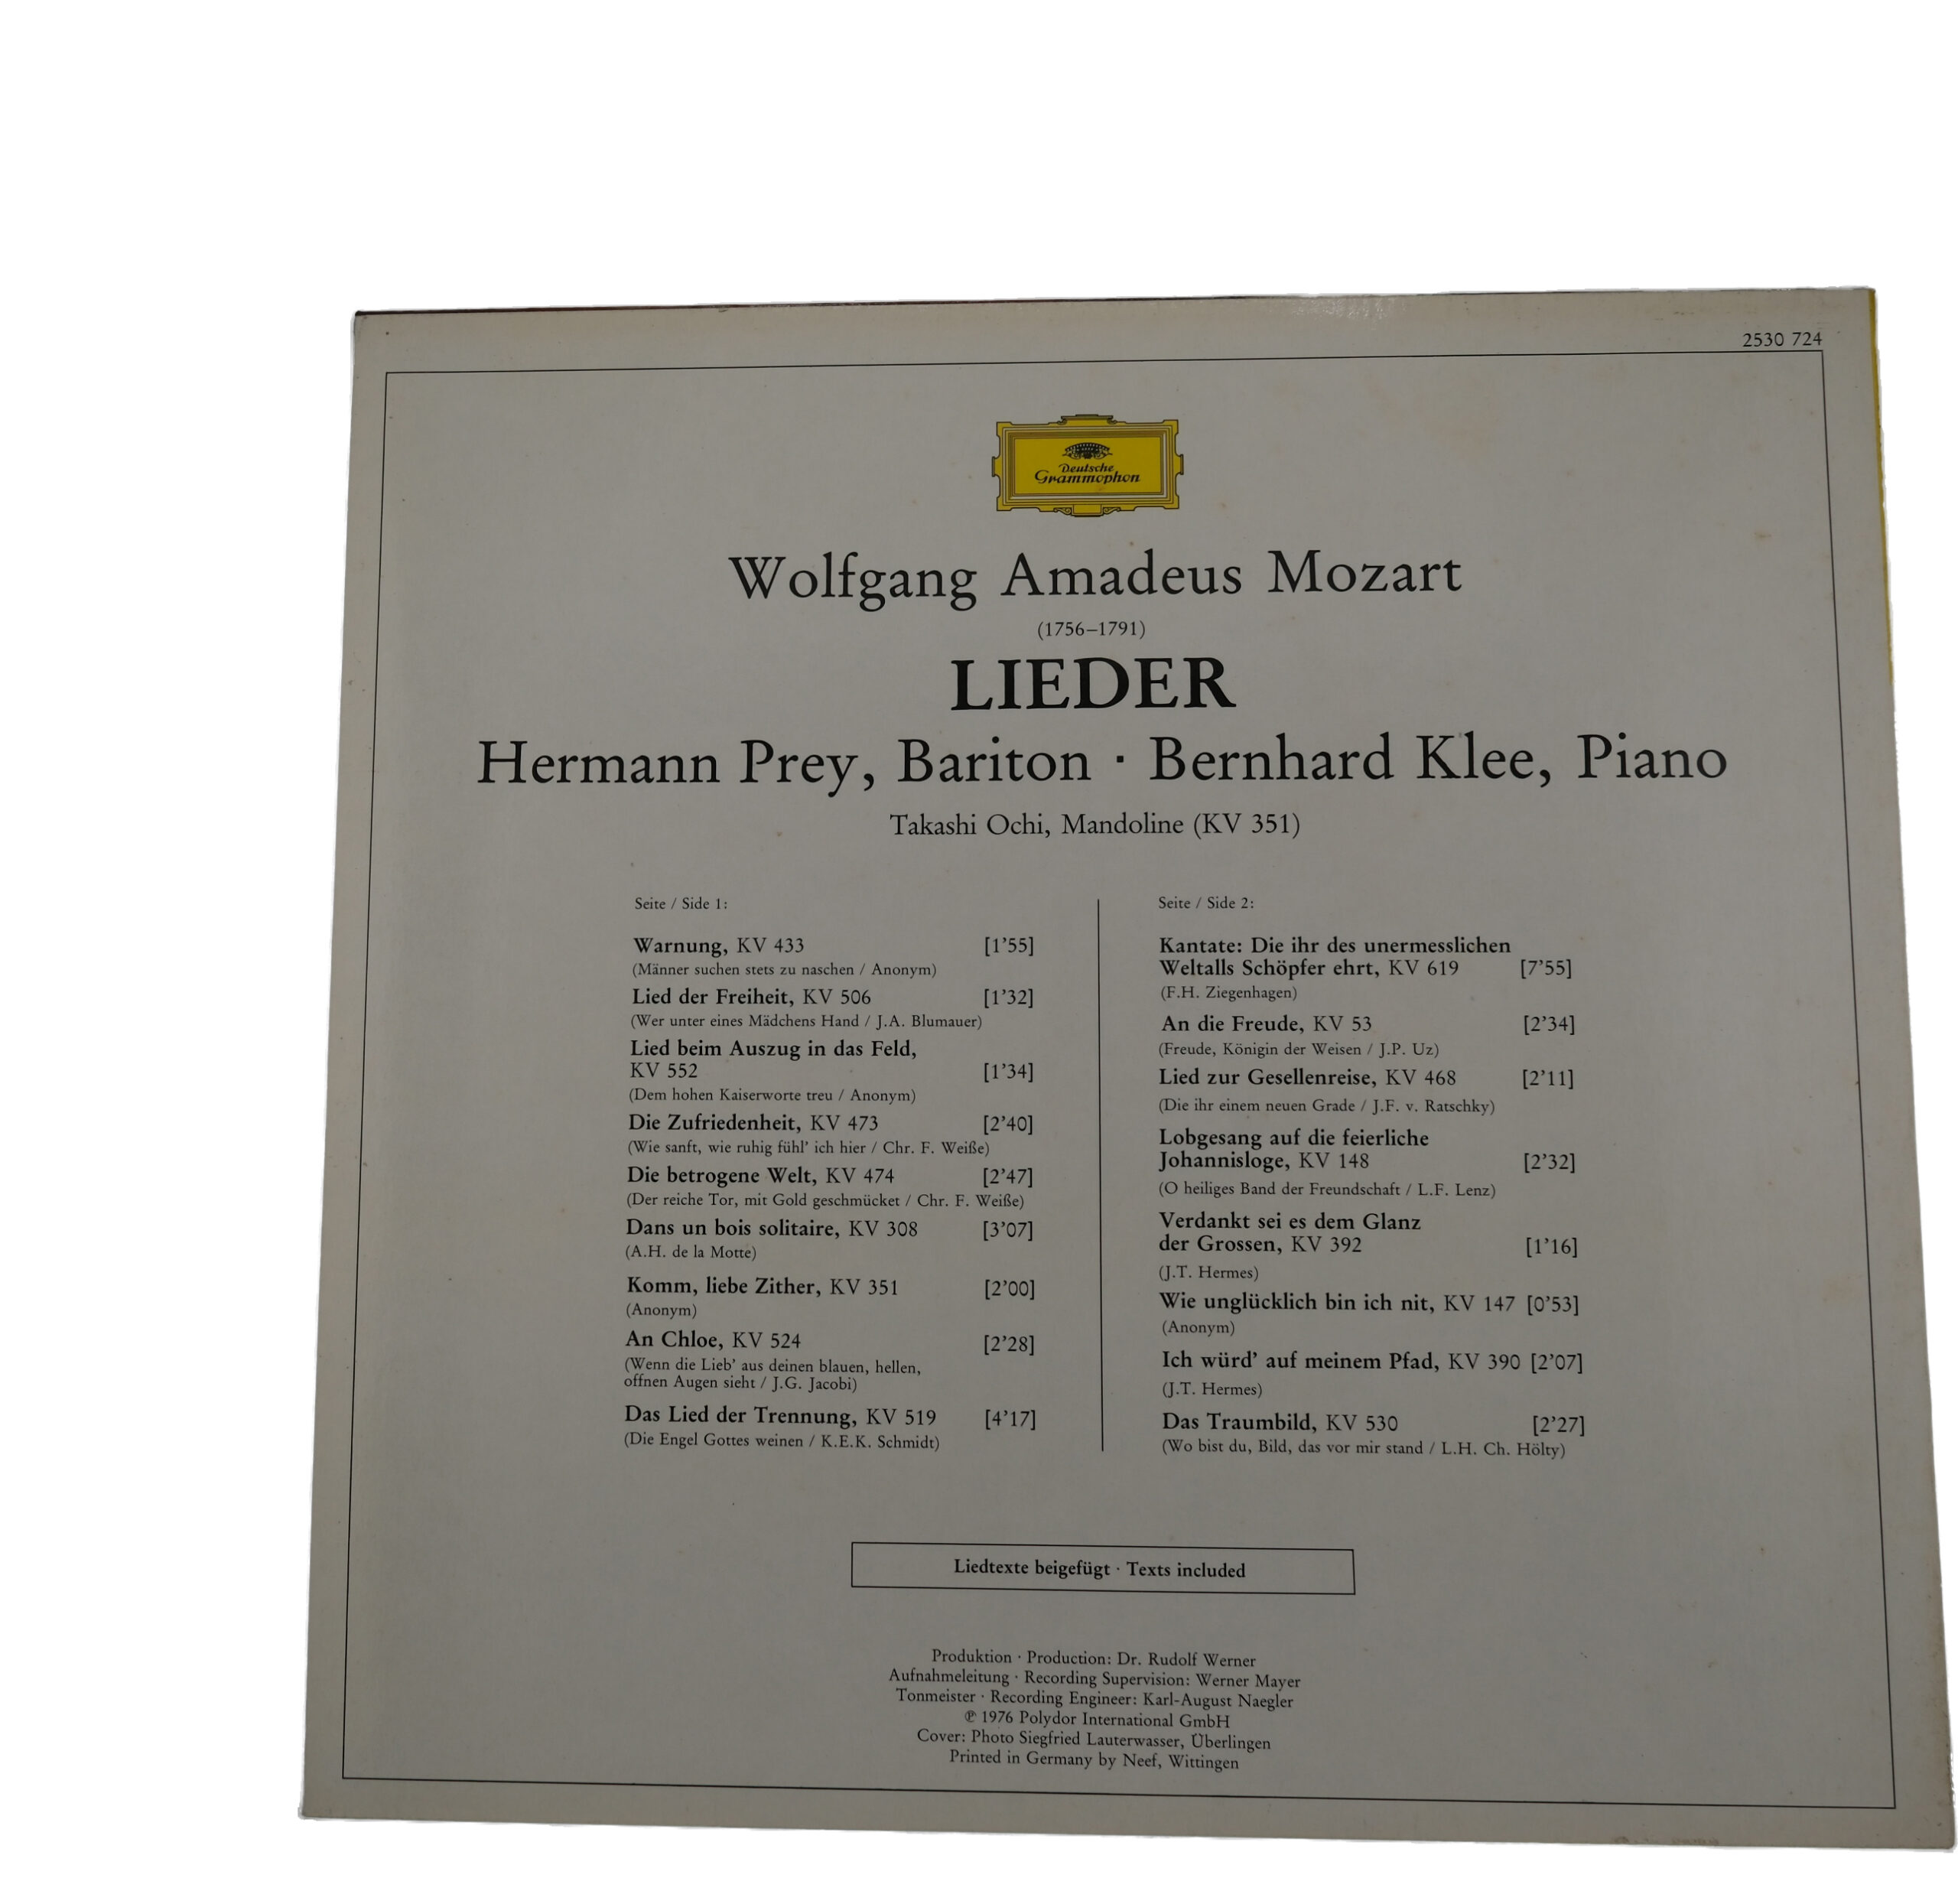 2530 724
Deutsche
Grammophon
Wolfgang Amadeus Mozart
(1756–1791)
LIEDER
Hermann Prey, Bariton · Bernhard Klee, Piano
Takashi Ochi, Mandoline (KV 351)
Seite / Side 1:
Warnung, KV 433 [1’55]
(Männer suchen stets zu naschen / Anonym)
Lied der Freiheit, KV 506 [1’32]
(Wer unter eines Mädchens Hand / J.A. Blumauer)
Lied beim Auszug in das Feld,
KV 552 [1’34]
(Dem hohen Kaiserworte treu / Anonym)
Die Zufriedenheit, KV 473 [2’40]
(Wie sanft, wie ruhig fühl’ ich hier / Chr. F. Weiße)
Die betrogene Welt, KV 474 [2’47]
(Der reiche Tor, mit Gold geschmücket / Chr. F. Weiße)
Dans un bois solitaire, KV 308 [3’07]
(A.H. de la Motte)
Komm, liebe Zither, KV 351 [2’00]
(Anonym)
An Chloe, KV 524 [2’28]
(Wenn die Lieb’ aus deinen blauen, hellen,
offnen Augen sieht / J.G. Jacobi)
Das Lied der Trennung, KV 519 [4’17]
(Die Engel Gottes weinen / K.E.K. Schmidt)
Seite / Side 2:
Kantate: Die ihr des unermesslichen
Weltalls Schöpfer ehrt, KV 619 [7’55]
(F.H. Ziegenhagen)
An die Freude, KV 53 [2’34]
(Freude, Königin der Weisen / J.P. Uz)
Lied zur Gesellenreise, KV 468 [2’11]
(Die ihr einem neuen Grade / J.F. v. Ratschky)
Lobgesang auf die feierliche
Johannisloge, KV 148 [2’32]
(O heiliges Band der Freundschaft / L.F. Lenz)
Verdankt sei es dem Glanz
der Grossen, KV 392 [1’16]
(J.T. Hermes)
Wie unglücklich bin ich nit, KV 147 [0’53]
(Anonym)
Ich würd’ auf meinem Pfad, KV 390 [2’07]
(J.T. Hermes)
Das Traumbild, KV 530 [2’27]
(Wo bist du, Bild, das vor mir stand / L.H. Ch. Hölty)
Liedtexte beigefügt · Texts included
Produktion · Production: Dr. Rudolf Werner
Aufnahmeleitung · Recording Supervision: Werner Mayer
Tonmeister · Recording Engineer: Karl-August Naegler
℗ 1976 Polydor International GmbH
Cover: Photo Siegfried Lauterwasser, Überlingen
Printed in Germany by Neef, Wittingen